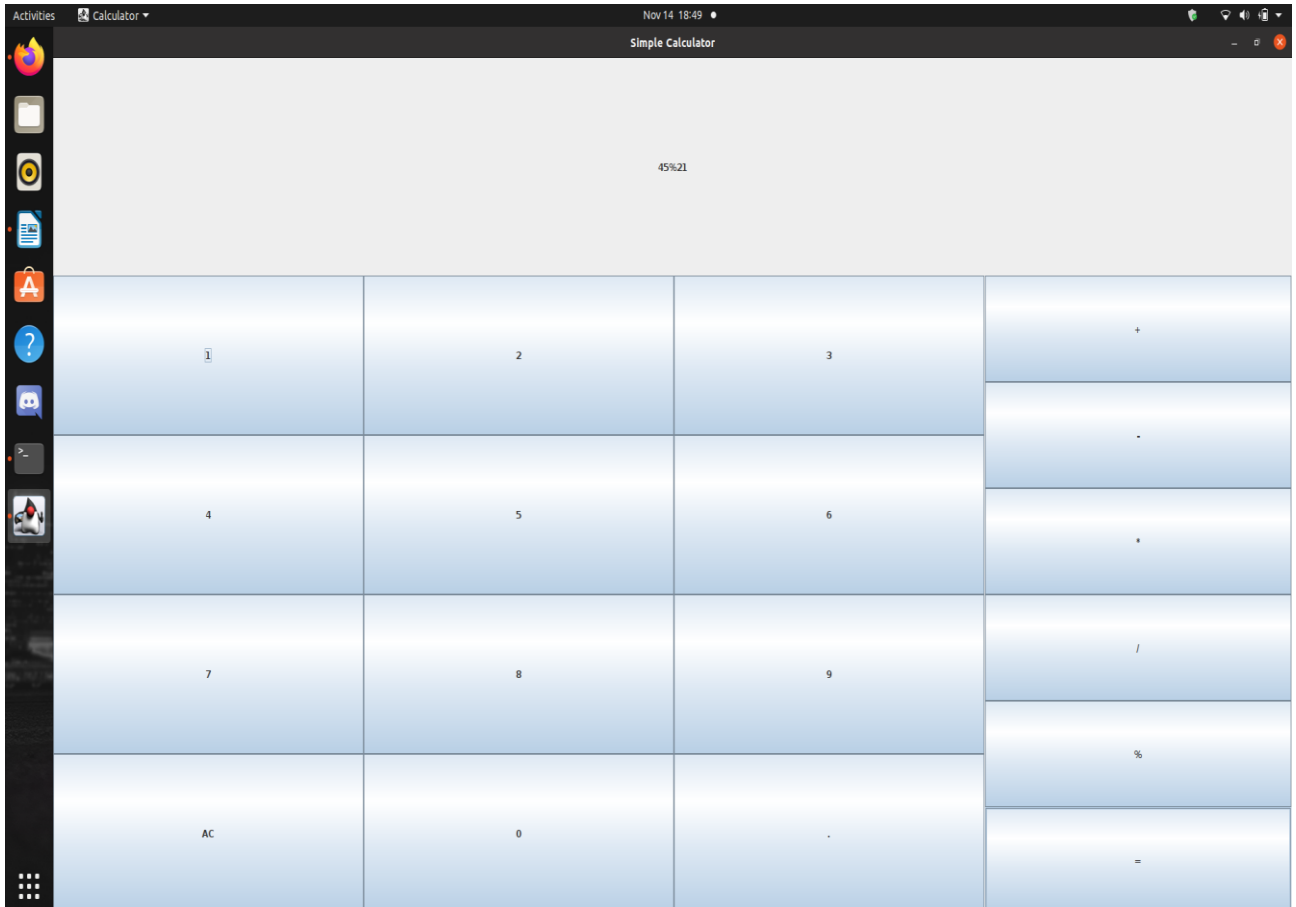 Activities Calculator Nov 14 18:49
Simple Calculator
45%21
1 2 3 +
-
4 5 6 *
/
7 8 9
%
AC 0 .
=